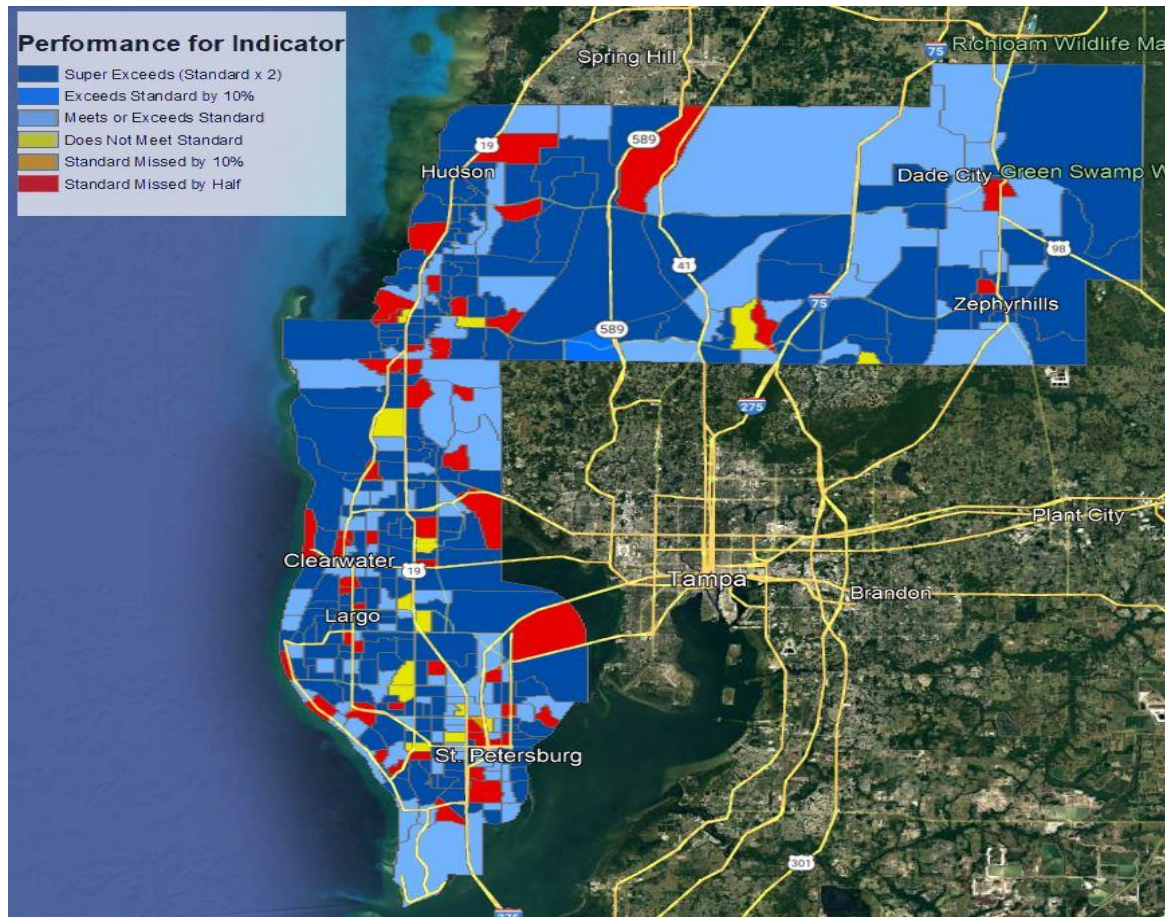 Performance for Indicator
Super Exceeds (Standard x 2)
Exceeds Standard by 10%
Meets or Exceeds Standard
Does Not Meet Standard
Standard Missed by 10%
Standard Missed by Half
Spring Hill
75
Richloam Wildlife Ma
19
589
Hudson
Dade City
Green Swamp W
98
41
75
Zephyrhills
589
275
Plant City
Clearwater
19
Tampa
Brandon
Largo
St. Petersburg
301
275